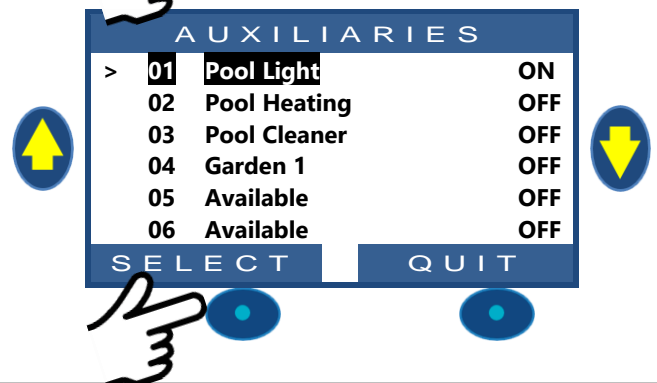 AUXILIARIES
> 01 Pool Light ON
02 Pool Heating OFF
03 Pool Cleaner OFF
04 Garden 1 OFF
05 Available OFF
06 Available OFF
SELECT QUIT